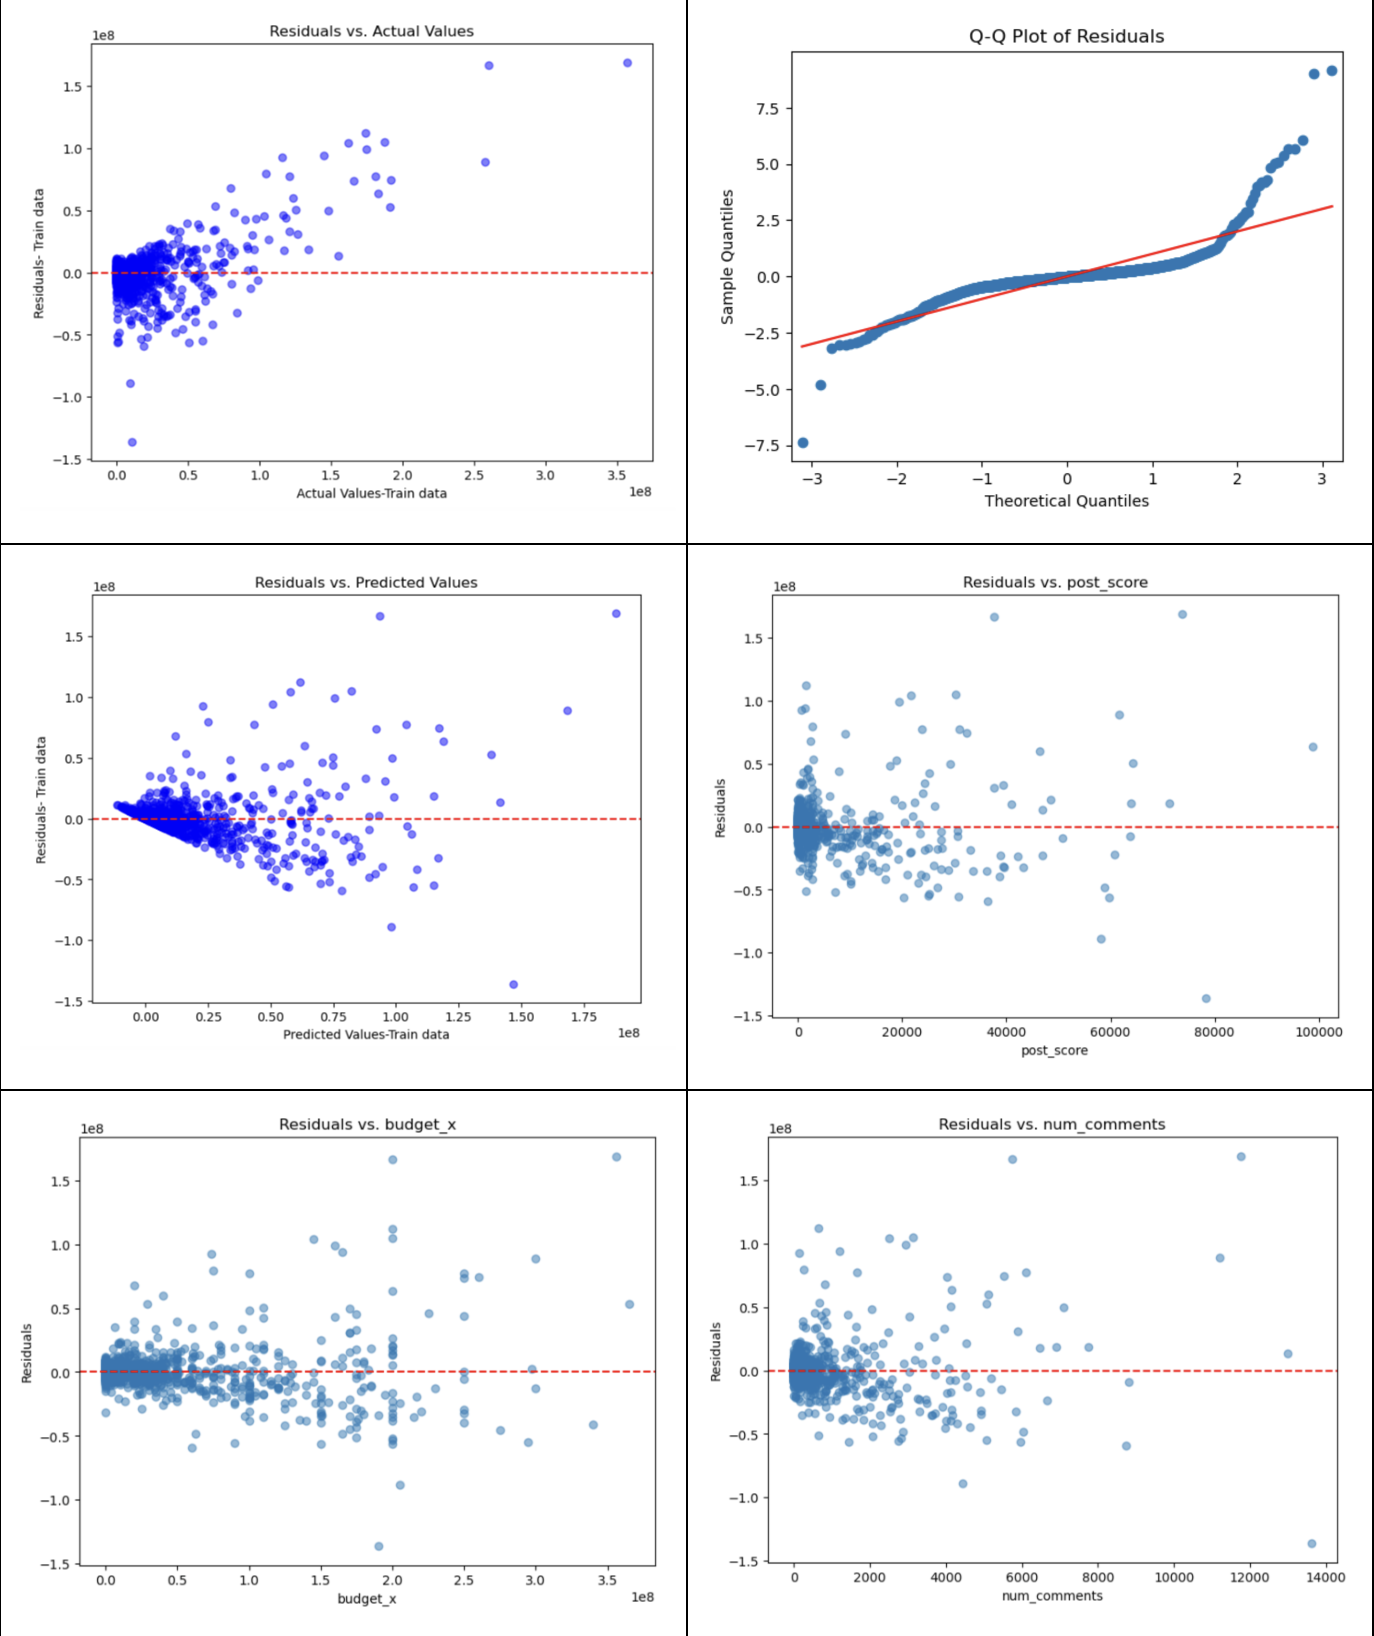 Residuals vs. Actual Values
1e8
1.5
1.0
0.5
0.0
−0.5
−1.0
−1.5
Residuals- Train data
0.0 0.5 1.0 1.5 2.0 2.5 3.0 3.5
1e8
Actual Values-Train data
Q-Q Plot of Residuals
7.5
5.0
2.5
0.0
−2.5
−5.0
−7.5
Sample Quantiles
−3 −2 −1 0 1 2 3
Theoretical Quantiles
Residuals vs. Predicted Values
1e8
1.5
1.0
0.5
0.0
−0.5
−1.0
−1.5
Residuals- Train data
0.00 0.25 0.50 0.75 1.00 1.25 1.50 1.75
1e8
Predicted Values-Train data
Residuals vs. post_score
1e8
1.5
1.0
0.5
0.0
−0.5
−1.0
−1.5
Residuals
0 20000 40000 60000 80000 100000
post_score
Residuals vs. budget_x
1e8
1.5
1.0
0.5
0.0
−0.5
−1.0
−1.5
Residuals
0.0 0.5 1.0 1.5 2.0 2.5 3.0 3.5
1e8
budget_x
Residuals vs. num_comments
1e8
1.5
1.0
0.5
0.0
−0.5
−1.0
−1.5
Residuals
0 2000 4000 6000 8000 10000 12000 14000
num_comments